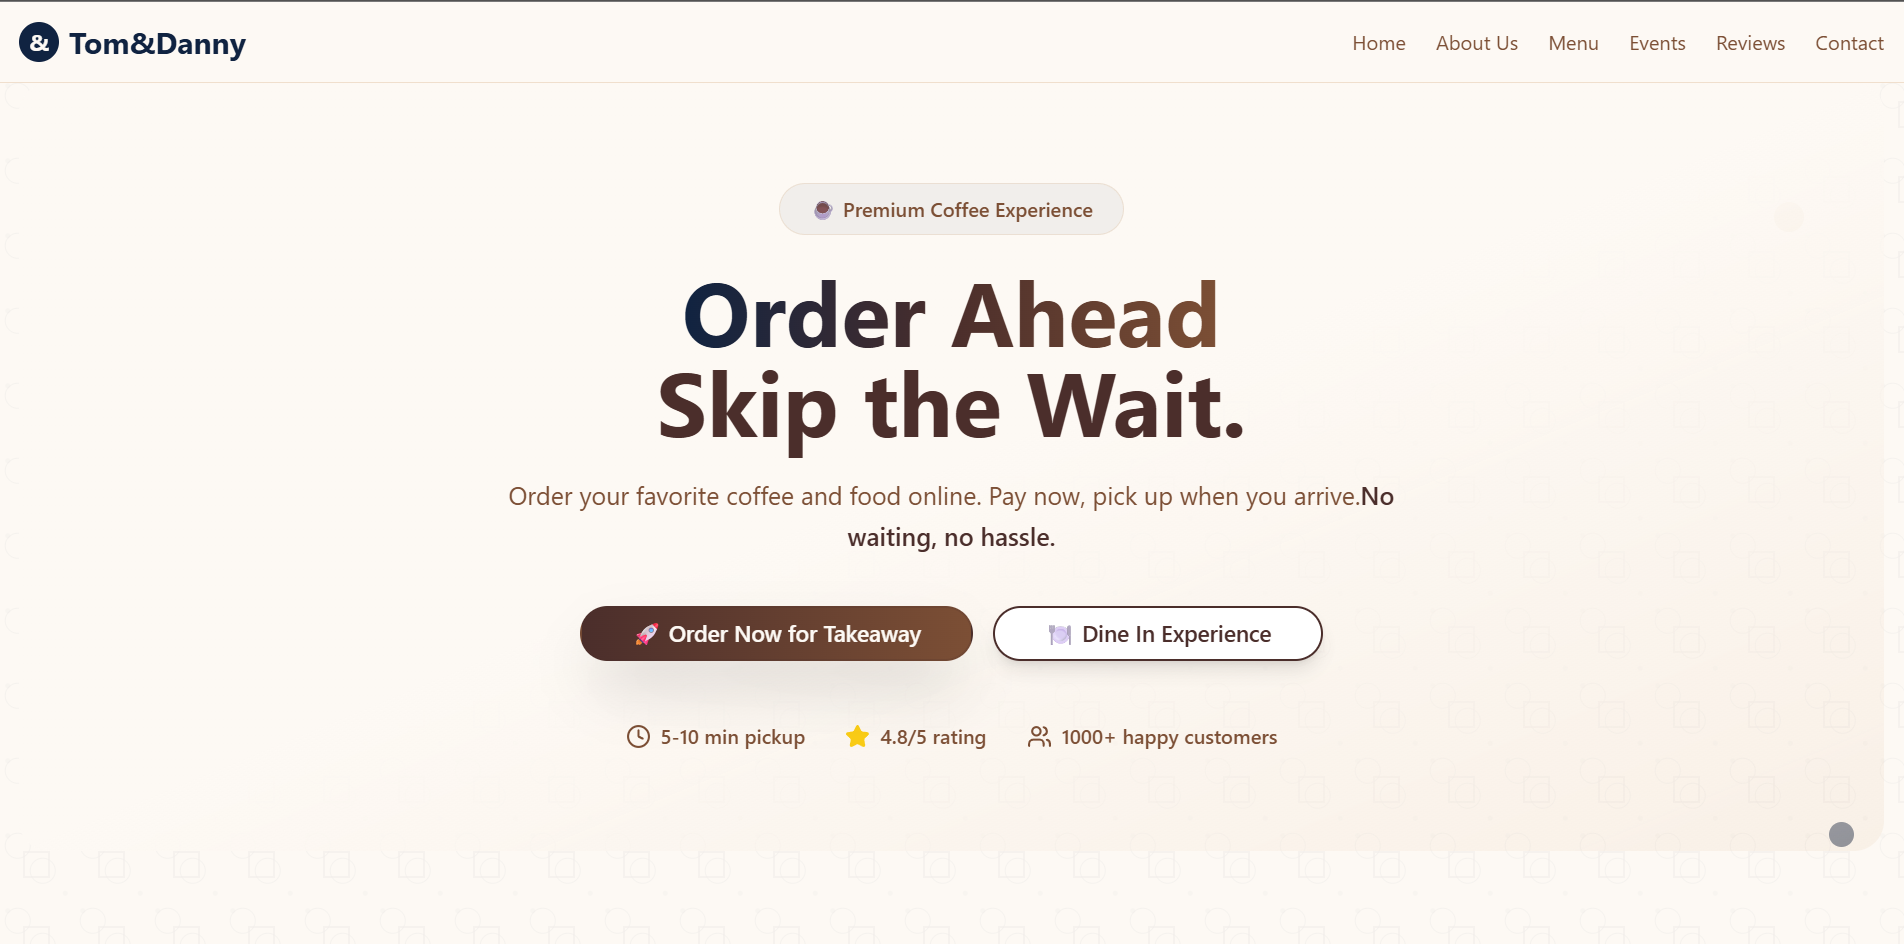 & Tom&Danny
Home About Us Menu Events Reviews Contact
Premium Coffee Experience
Order Ahead
Skip the Wait.
Order your favorite coffee and food online. Pay now, pick up when you arrive.No
waiting, no hassle.
Order Now for Takeaway
Dine In Experience
5-10 min pickup
4.8/5 rating
1000+ happy customers